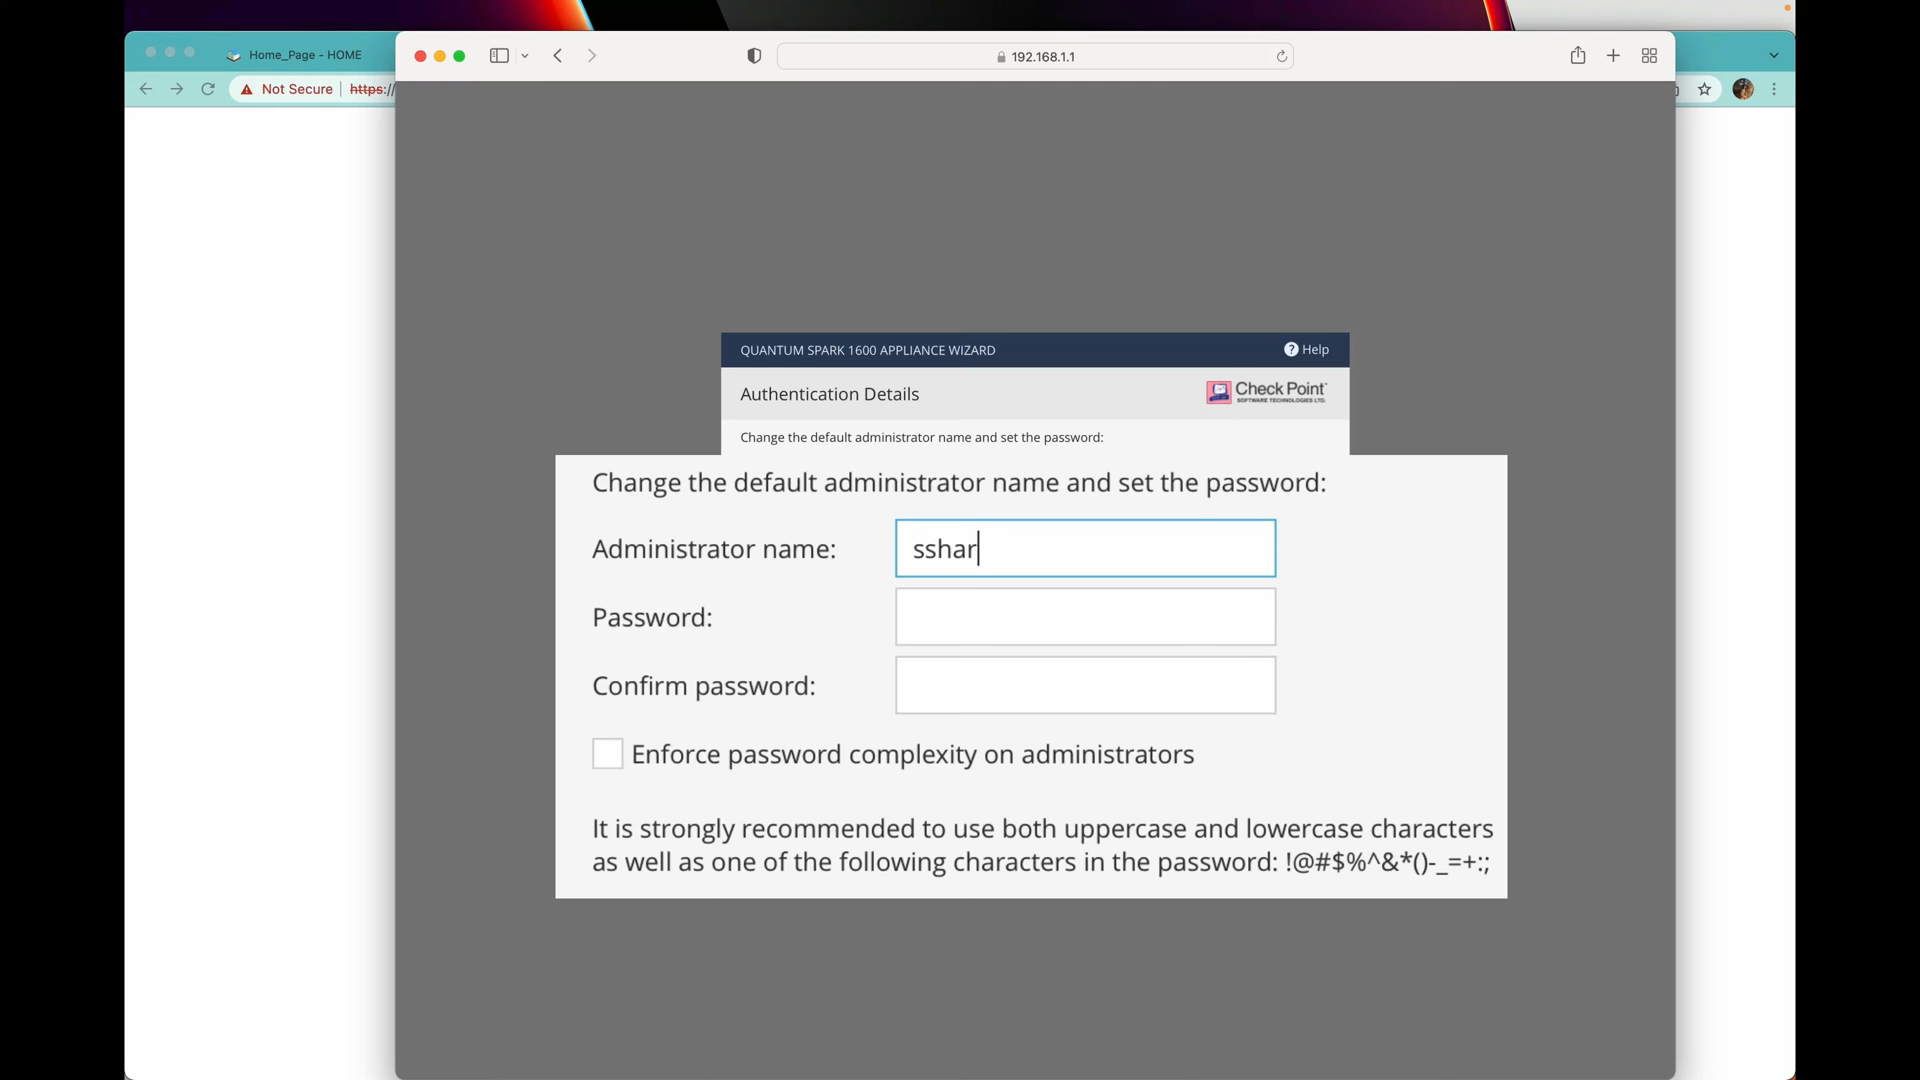 Home_Page - HOME
192.168.1.1
Not Secure
https://
QUANTUM SPARK 1600 APPLIANCE WIZARD
? Help
Authentication Details
Check Point
SOFTWARE TECHNOLOGIES LTD.
Change the default administrator name and set the password:
Change the default administrator name and set the password:
Administrator name:
sshar
Password:
Confirm password:
Enforce password complexity on administrators
It is strongly recommended to use both uppercase and lowercase characters
as well as one of the following characters in the password: !@#$%^&*()-_=+:;